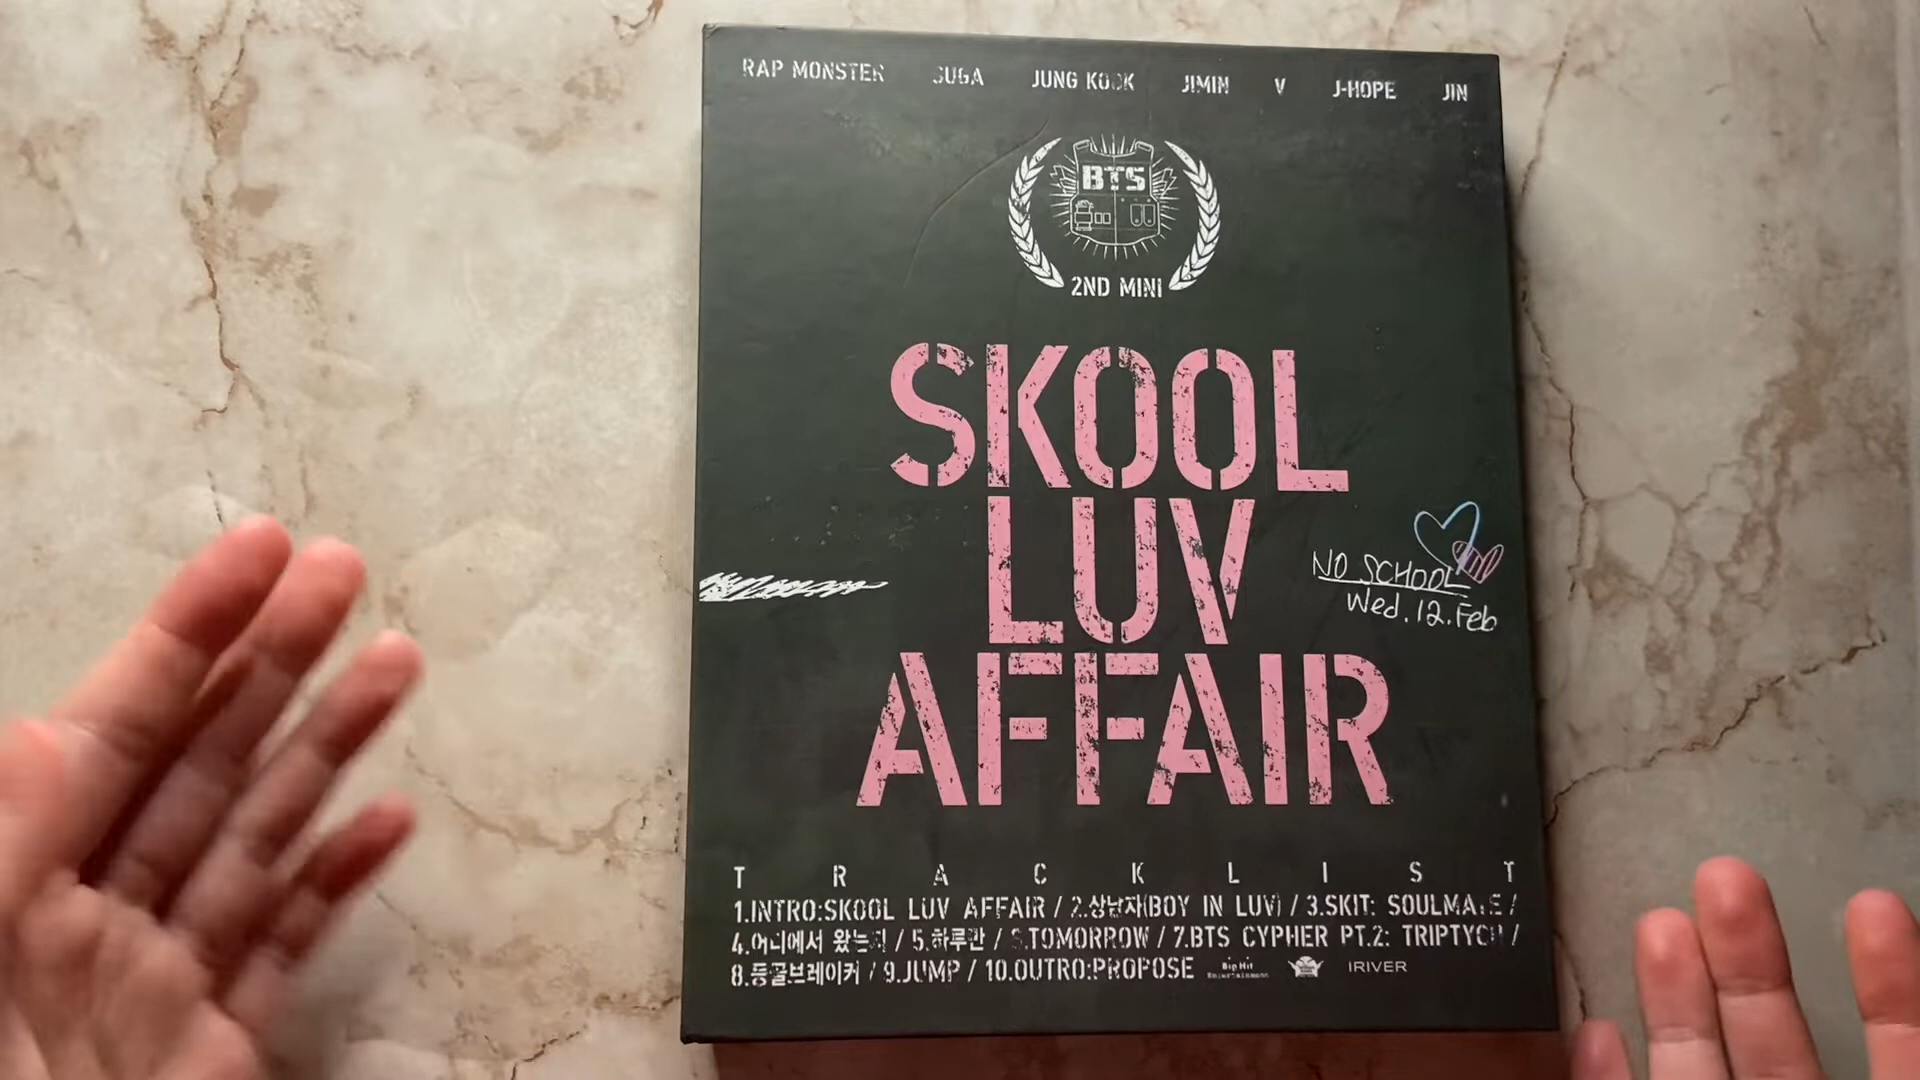 RAP MONSTER SUGA JUNG KOOK JIMIN V J-HOPE JIN
BTS
2ND MINI
SKOOL
LUV
AFFAIR
NO SCHOOL
Wed.12.Feb
TRACKLIST
1.INTRO:SKOOL LUV AFFAIR / 2.상남자(BOY IN LUV) / 3.SKIT: SOULMATE /
4.어디에서 왔는지 / 5.하루만 / 6.TOMORROW / 7.BTS CYPHER PT.2: TRIPTYCH /
8.등골브레이커 / 9.JUMP / 10.OUTRO:PROPOSE BigHit Entertainment IRIVER